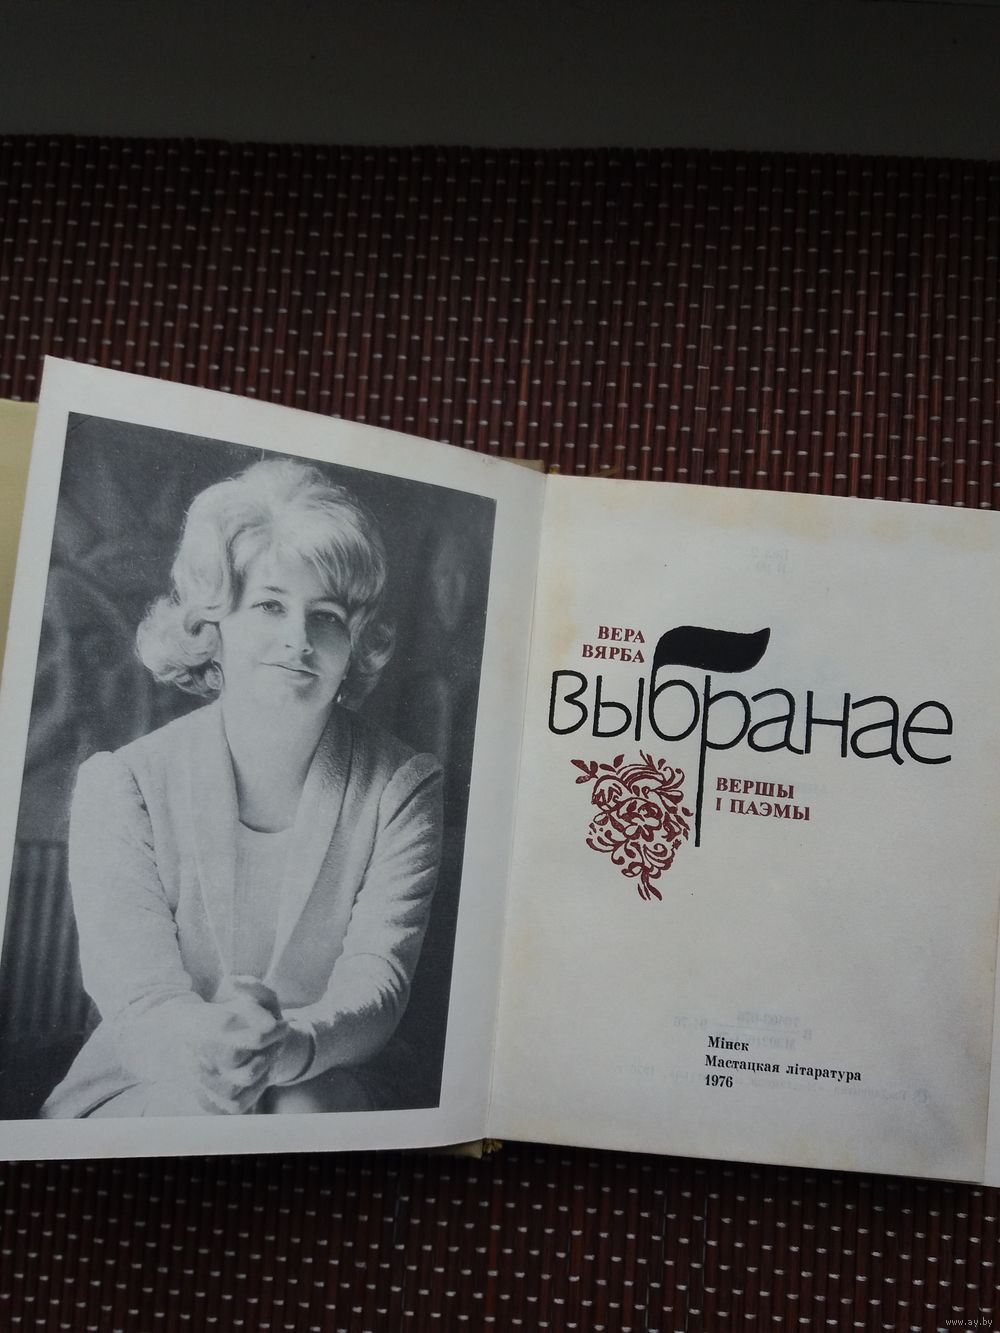 ВЕРА
ВЯРБА
выбранае
ВЕРШЫ
І ПАЭМЫ
Мінск
Мастацкая літаратура
1976
www.ay.by